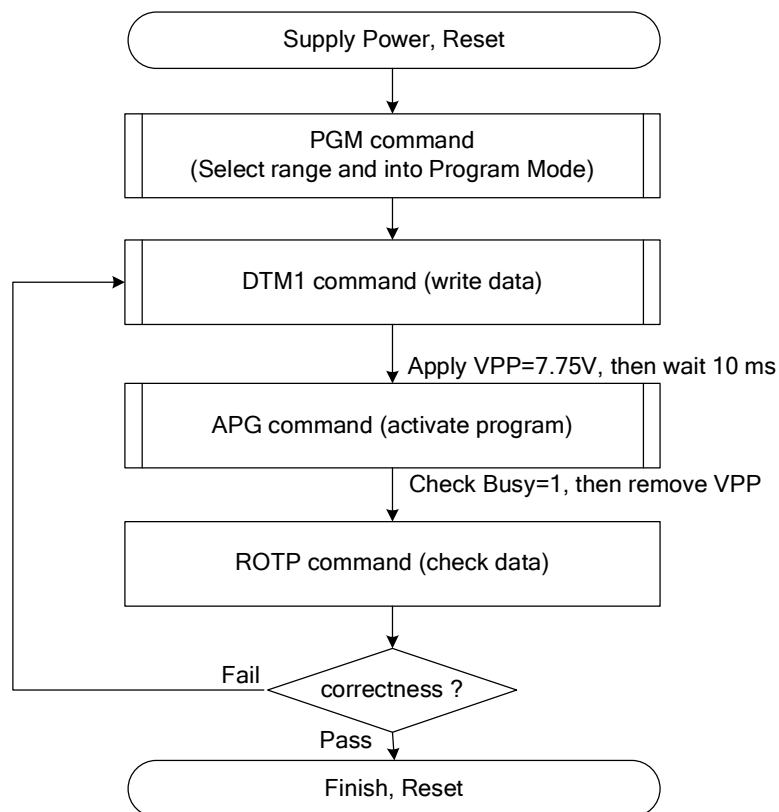 Supply Power, Reset
PGM command
(Select range and into Program Mode)
DTM1 command (write data)
Apply VPP=7.75V, then wait 10 ms
APG command (activate program)
Check Busy=1, then remove VPP
ROTP command (check data)
Fail
correctness ?
Pass
Finish, Reset